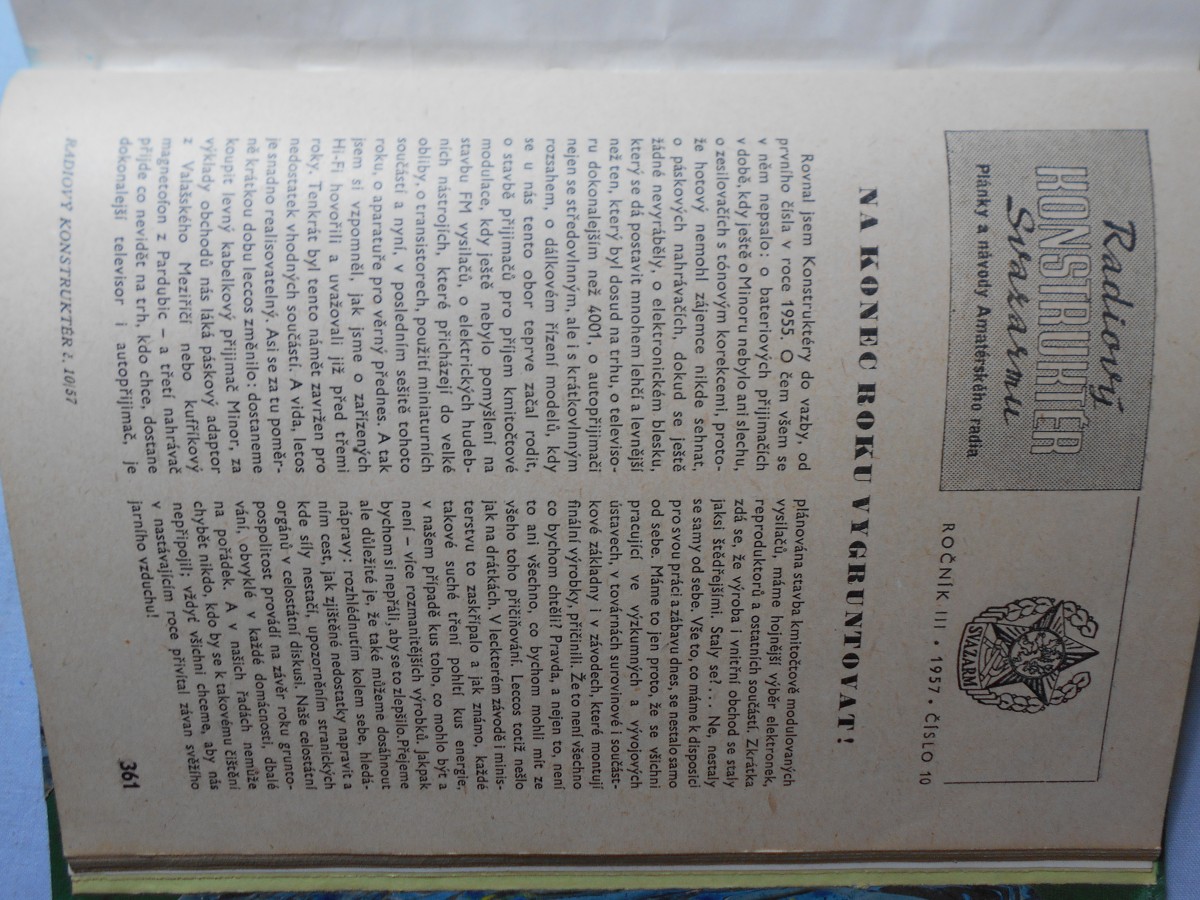 Radiový
KONSTRUKTÉR
Svazarmu
Plánky a návody Amatérského radia
ROČNÍK III • 1957 • ČÍSLO 10
SVAZARM
NA KONEC ROKU VYGRUNTOVAT!
Rovnal jsem Konstruktéry do vazby, od
prvního čísla v roce 1955. O čem všem se
v něm nepsalo: o bateriových přijimačích
v době, kdy ještě o Minoru nebylo ani slechu,
o zesilovačích s tónovým korekcemi, proto-
že hotový nemohl zájemce nikde sehnat,
o páskových nahrávačích, dokud se ještě
žádné nevyráběly, o elektronickém blesku,
který se dá postavit mnohem lehčí a levnější
než ten, který byl dosud na trhu, o televiso-
ru dokonalejším než 4001, o autopřijimači
nejen se středovlnným, ale i s krátkovlnným
rozsahem, o dálkovém řízení modelů, kdy
se u nás tento obor teprve začal rodit,
o stavbě přijimačů pro příjem kmitočtové
modulace, kdy ještě nebylo pomyšlení na
stavbu FM vysilačů, o elektrických hudeb-
ních nástrojích, které přicházejí do velké
obliby, o transistorech, použití miniaturních
součástí a nyní, v posledním sešitě tohoto
roku, o aparatuře pro věrný přednes. A tak
jsem si vzpomněl, jak jsme o zařízených
Hi-Fi hovořili a uvažovali již před třemi
roky. Tenkrát byl tento námět zavržen pro
nedostatek vhodných součástí. A vida, letos
je snadno realisovatelný. Asi se za tu poměr-
ně krátkou dobu leccos změnilo: dostaneme
koupit levný kabelkový přijimač Minor, za
výklady obchodů nás láká páskový adaptor
z Valašského Meziříčí nebo kufříkový
magnetofon z Pardubic – a třetí nahrávač
přijde co nevidět na trh, kdo chce, dostane
dokonalejší televisor i autopřijimač, je
plánována stavba kmitočtově modulovaných
vysilačů, máme hojnější výběr elektronek,
reproduktorů a ostatních součástí. Zkrátka
zdá se, že výroba i vnitřní obchod se staly
jaksi štědřejšími. Staly se?... Ne, nestaly
se samy od sebe. Vše to, co máme k disposici
pro svou práci a zábavu dnes, se nestalo samo
od sebe. Máme to jen proto, že se všichni
pracující ve výzkumných a vývojových
ústavech, v továrnách surovinové i součást-
kové základny i v závodech, které montují
finální výrobky, přičinili. Že to není všechno
co bychom chtěli? Pravda, a nejen to, není
to ani všechno, co bychom mohli mít ze
všeho toho přičiňování. Leccos totiž nešlo
jak na drátkách. V leckterém závodě i minis-
terstvu to zaskřípalo a jak známo, každé
takové suché tření pohltí kus energie,
v našem případě kus toho, co mohlo být a
není – více rozmanitějších výrobků. Jakpak
bychom si nepřáli, aby se to zlepšilo. Přejeme
ale důležité je, že také můžeme dosáhnout
nápravy: rozhlédnutím kolem sebe, hledá-
ním cest, jak zjištěné nedostatky napravit a
kde síly nestačí, upozorněním stranických
orgánů v celostátní diskusi. Naše celostátní
pospolitost provádí na závěr roku grunto-
vání, obvyklé v každé domácnosti, dbalé
na pořádek. A v našich řadách nemůže
chybět nikdo, kdo by se k takovému čištění
nepřipojil: vždyť všichni chceme, aby nás
v nastávajícím roce přivítal závan svěžího
jarního vzduchu!
RADIOVÝ KONSTRUKTÉR č. 10/57
361